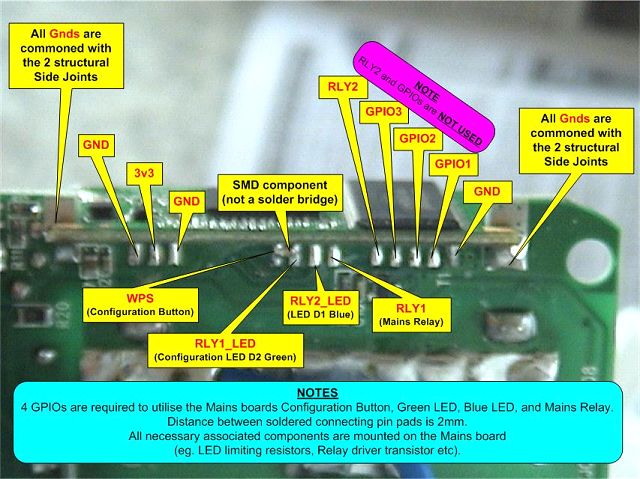 All Gnds are
commoned with
the 2 structural
Side Joints
NOTE
RLY2 and GPIOs are NOT USED
RLY2
GPIO3
GPIO2
GPIO1
GND
All Gnds are
commoned with
the 2 structural
Side Joints
GND
3v3
GND
SMD component
(not a solder bridge)
WPS
(Configuration Button)
RLY1_LED
(Configuration LED D2 Green)
RLY2_LED
(LED D1 Blue)
RLY1
(Mains Relay)
NOTES
4 GPIOs are required to utilise the Mains boards Configuration Button, Green LED, Blue LED, and Mains Relay.
Distance between soldered connecting pin pads is 2mm.
All necessary associated components are mounted on the Mains board
(eg. LED limiting resistors, Relay driver transistor etc).